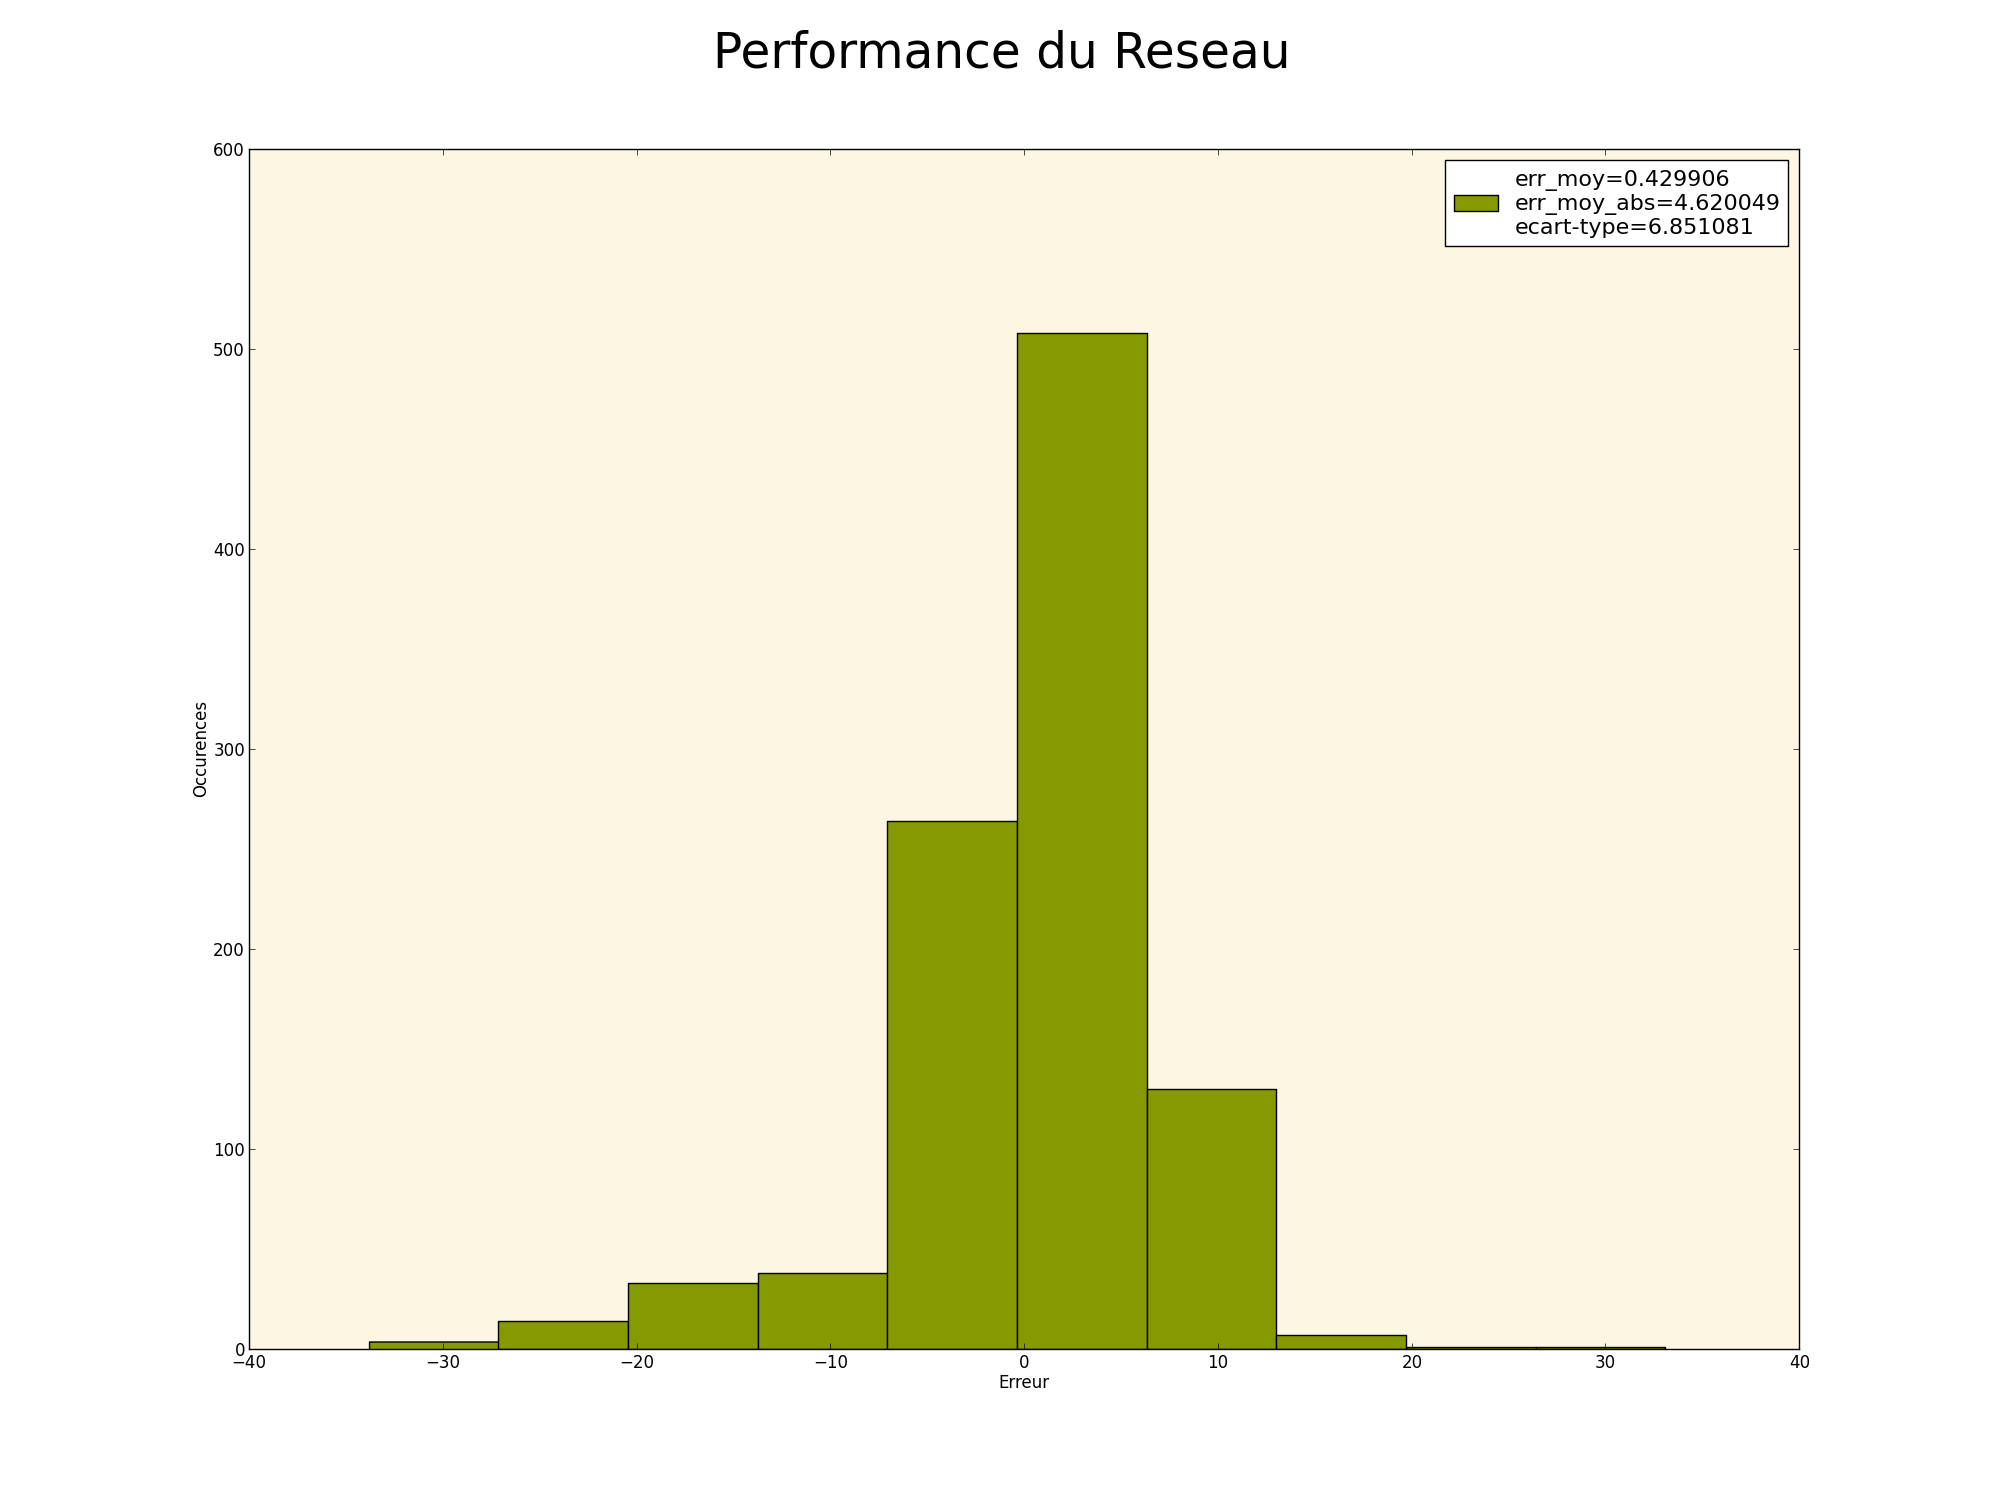 Performance du Reseau
600
500
400
300
200
100
0
Occurences
err_moy=0.429906
err_moy_abs=4.620049
ecart-type=6.851081
−40 −30 −20 −10 0 10 20 30 40
Erreur